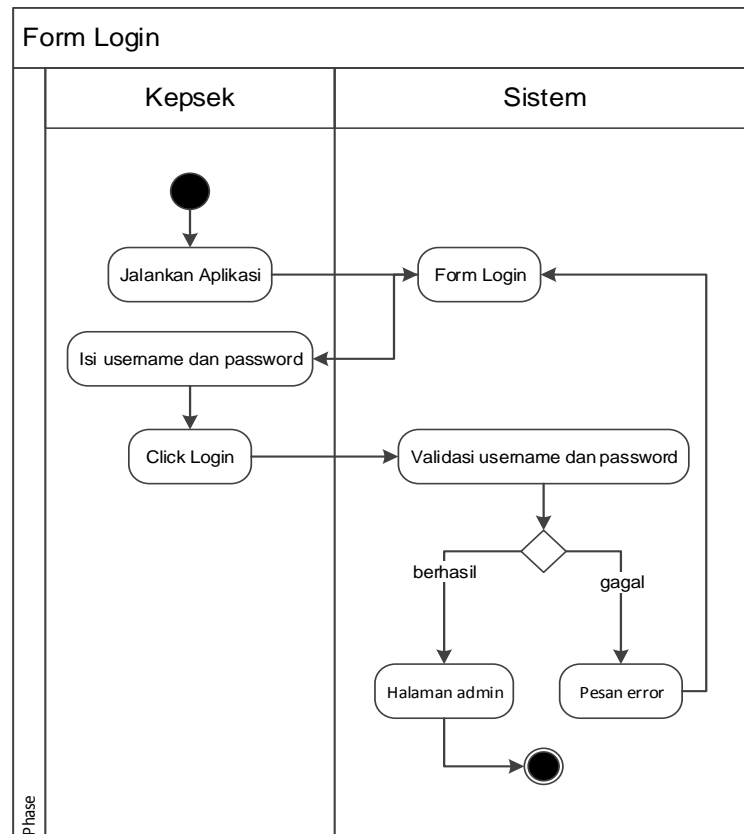 Form Login
Kepsek
Sistem
Jalankan Aplikasi
Form Login
Isi username dan password
Click Login
Validasi username dan password
berhasil
gagal
Halaman admin
Pesan error
Phase